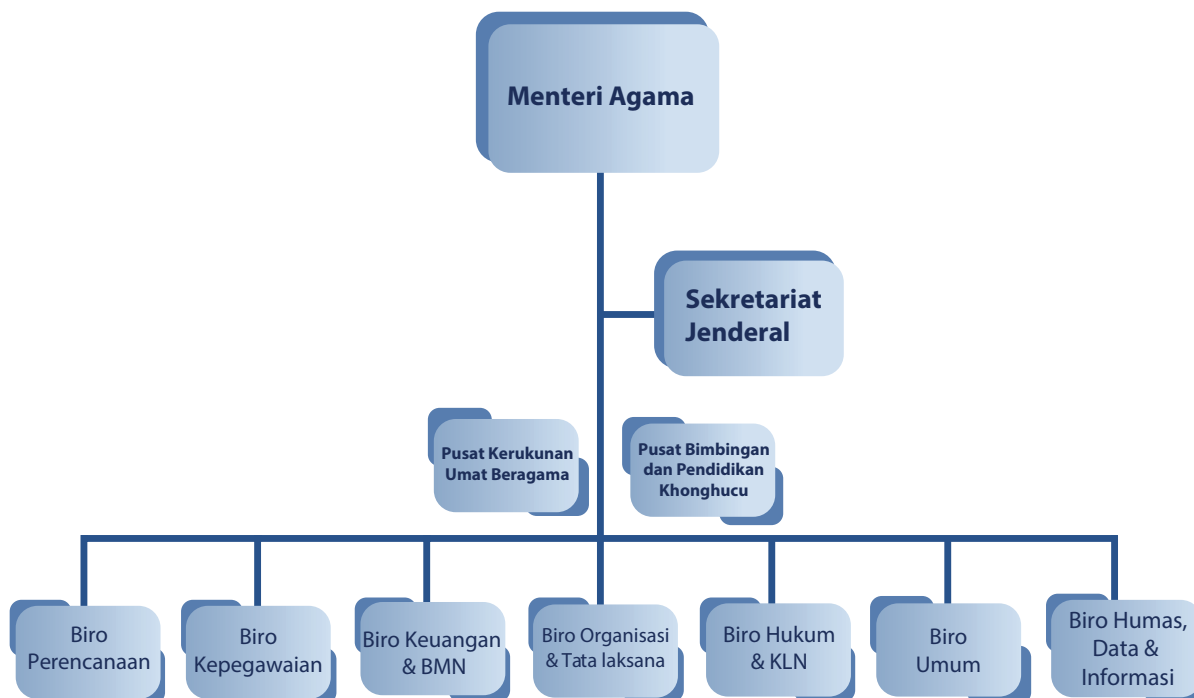 Menteri Agama
Sekretariat
Jenderal
Pusat Kerukunan
Umat Beragama
Pusat Bimbingan
dan Pendidikan
Khonghucu
Biro
Perencanaan
Biro
Kepegawaian
Biro Keuangan
& BMN
Biro Organisasi
& Tata laksana
Biro Hukum
& KLN
Biro
Umum
Biro Humas,
Data &
Informasi